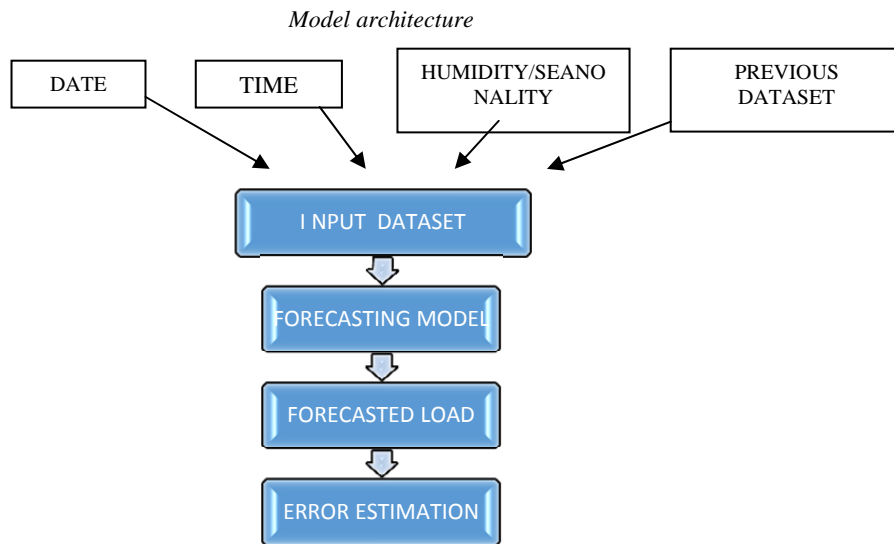 Model architecture
DATE
TIME
HUMIDITY/SEANO
NALITY
PREVIOUS
DATASET
I NPUT DATASET
FORECASTING MODEL
FORECASTED LOAD
ERROR ESTIMATION